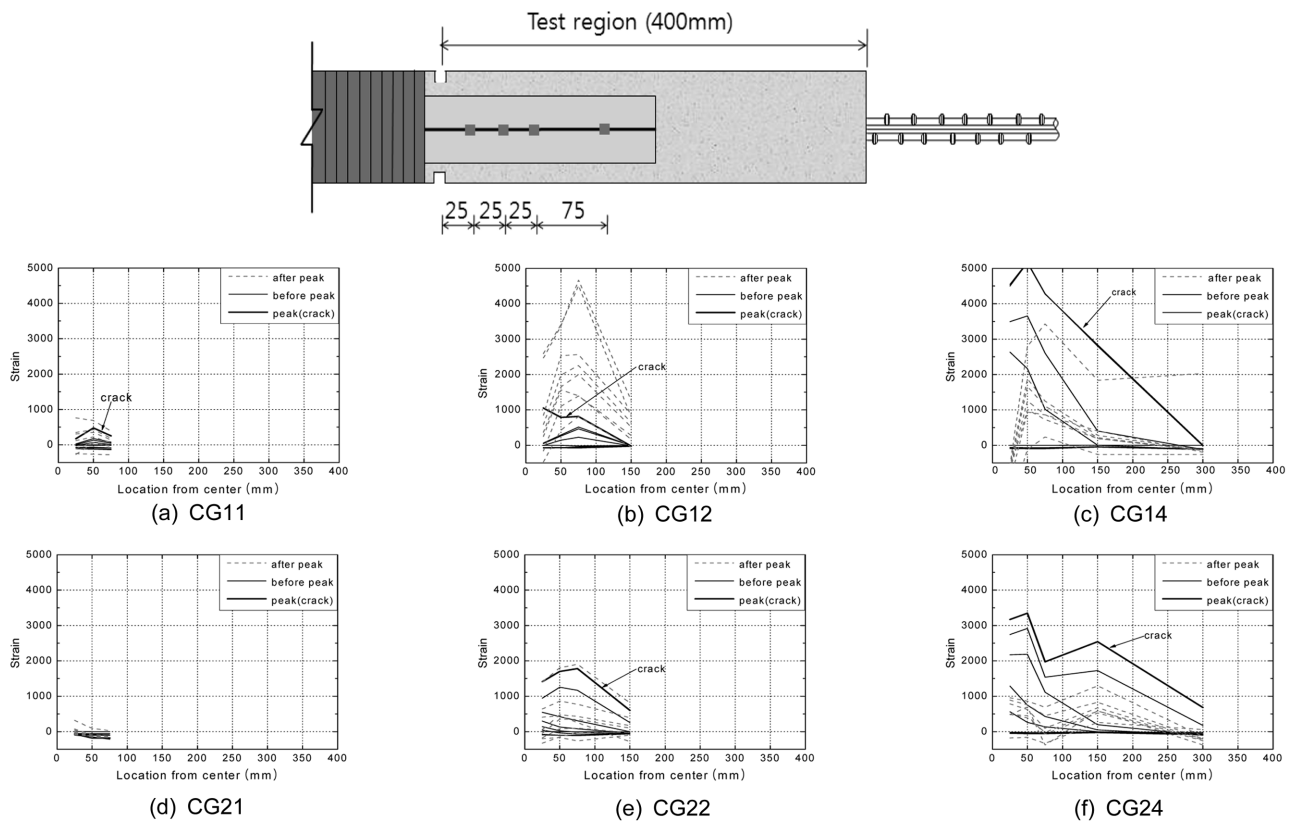 Test region (400mm)
25 25 25 75
5000
4000
3000
2000
1000
0
Strain
after peak
before peak
peak(crack)
crack
0 50 100 150 200 250 300 350 400
Location from center (mm)
(a) CG11
5000
4000
3000
2000
1000
0
Strain
after peak
before peak
peak(crack)
crack
0 50 100 150 200 250 300 350 400
Location from center (mm)
(b) CG12
5000
4000
3000
2000
1000
0
Strain
after peak
before peak
peak(crack)
crack
0 50 100 150 200 250 300 350 400
Location from center (mm)
(c) CG14
5000
4000
3000
2000
1000
0
Strain
after peak
before peak
peak(crack)
0 50 100 150 200 250 300 350 400
Location from center (mm)
(d) CG21
5000
4000
3000
2000
1000
0
Strain
after peak
before peak
peak(crack)
crack
0 50 100 150 200 250 300 350 400
Location from center (mm)
(e) CG22
5000
4000
3000
2000
1000
0
Strain
after peak
before peak
peak(crack)
crack
0 50 100 150 200 250 300 350 400
Location from center (mm)
(f) CG24